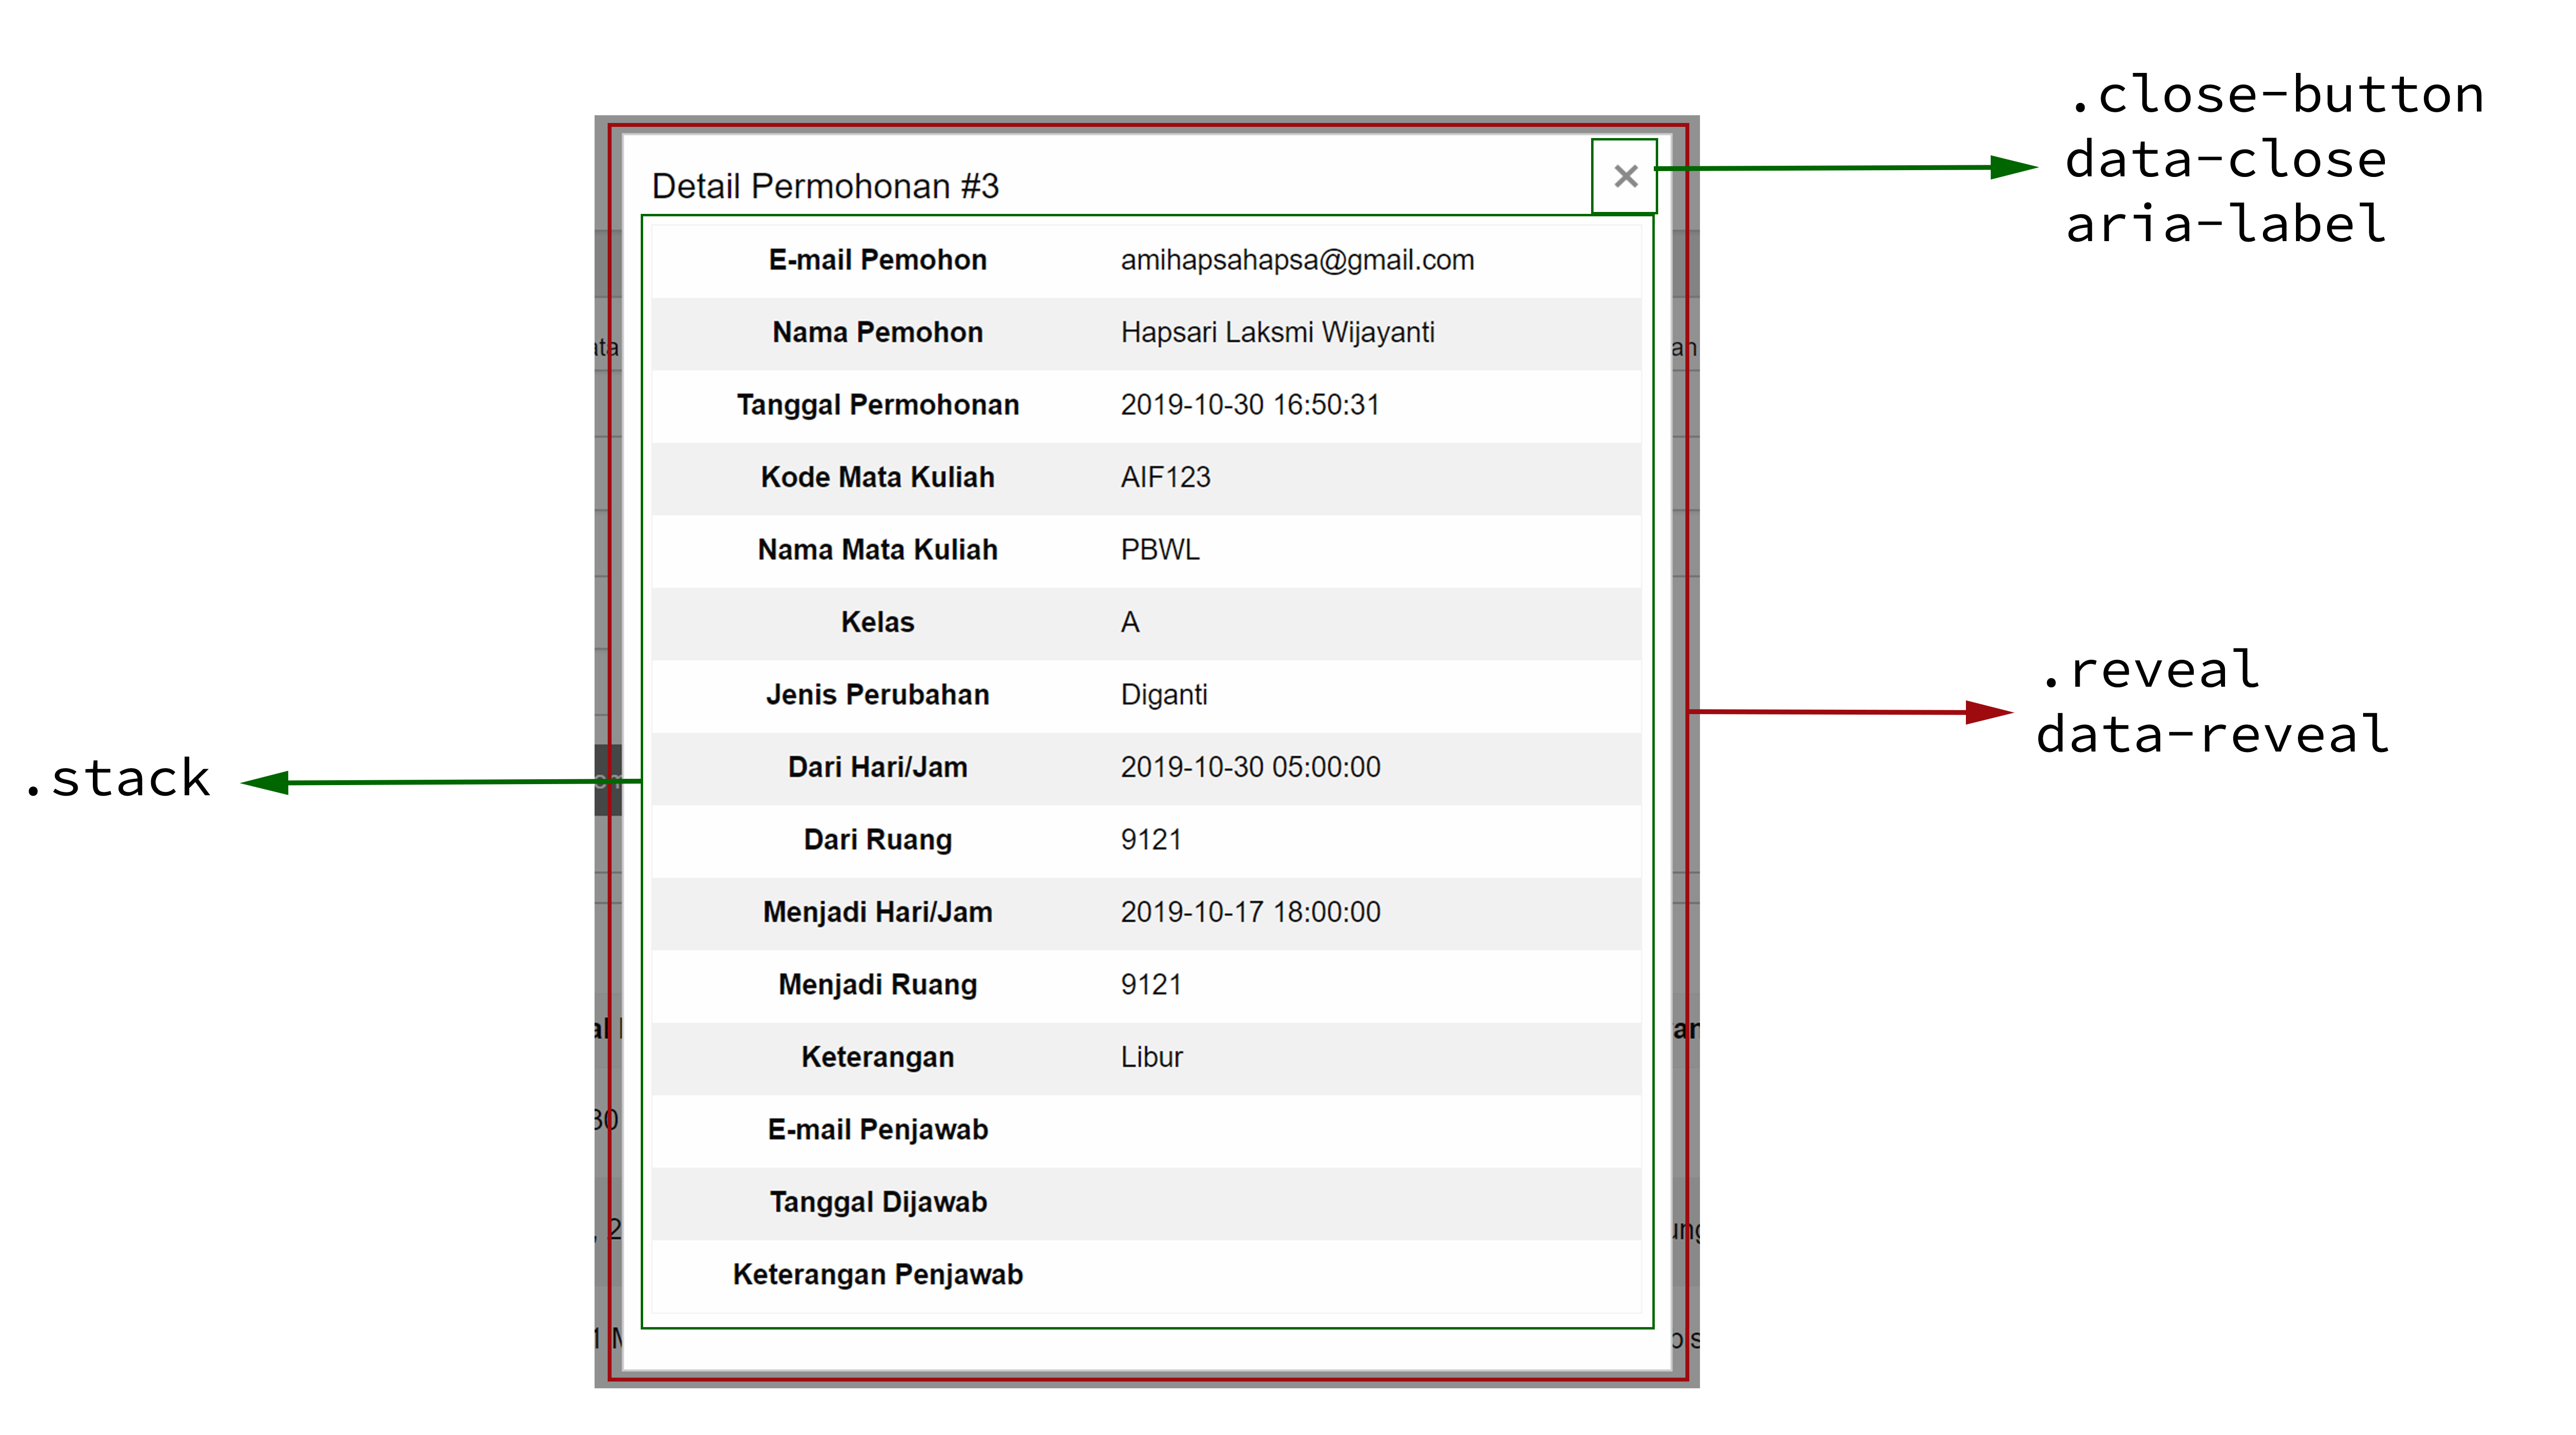 .close-button
data-close
aria-label
Detail Permohonan #3
×
E-mail Pemohon amihapsahapsa@gmail.com
Nama Pemohon Hapsari Laksmi Wijayanti
Tanggal Permohonan 2019-10-30 16:50:31
Kode Mata Kuliah AIF123
Nama Mata Kuliah PBWL
Kelas A
Jenis Perubahan Diganti
.reveal
data-reveal
Dari Hari/Jam 2019-10-30 05:00:00
.stack
Dari Ruang 9121
Menjadi Hari/Jam 2019-10-17 18:00:00
Menjadi Ruang 9121
Keterangan Libur
E-mail Penjawab
Tanggal Dijawab
Keterangan Penjawab